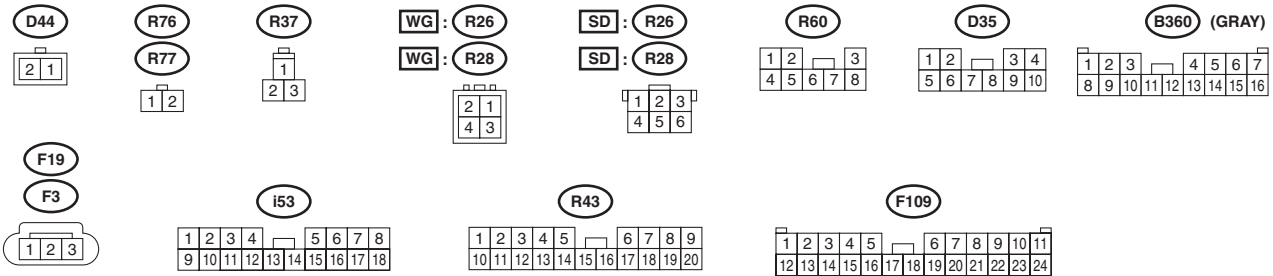 D44
2 1
R76
R77
1 2
R37
1
2 3
WG : R26
WG : R28
2 1
4 3
SD : R26
SD : R28
1 2 3
4 5 6
R60
1 2 3
4 5 6 7 8
D35
1 2 3 4
5 6 7 8 9 10
B360 (GRAY)
1 2 3 4 5 6 7
8 9 10 11 12 13 14 15 16
F19
F3
1 2 3
i53
1 2 3 4 5 6 7 8
9 10 11 12 13 14 15 16 17 18
R43
1 2 3 4 5 6 7 8 9
10 11 12 13 14 15 16 17 18 19 20
F109
1 2 3 4 5 6 7 8 9 10 11
12 13 14 15 16 17 18 19 20 21 22 23 24